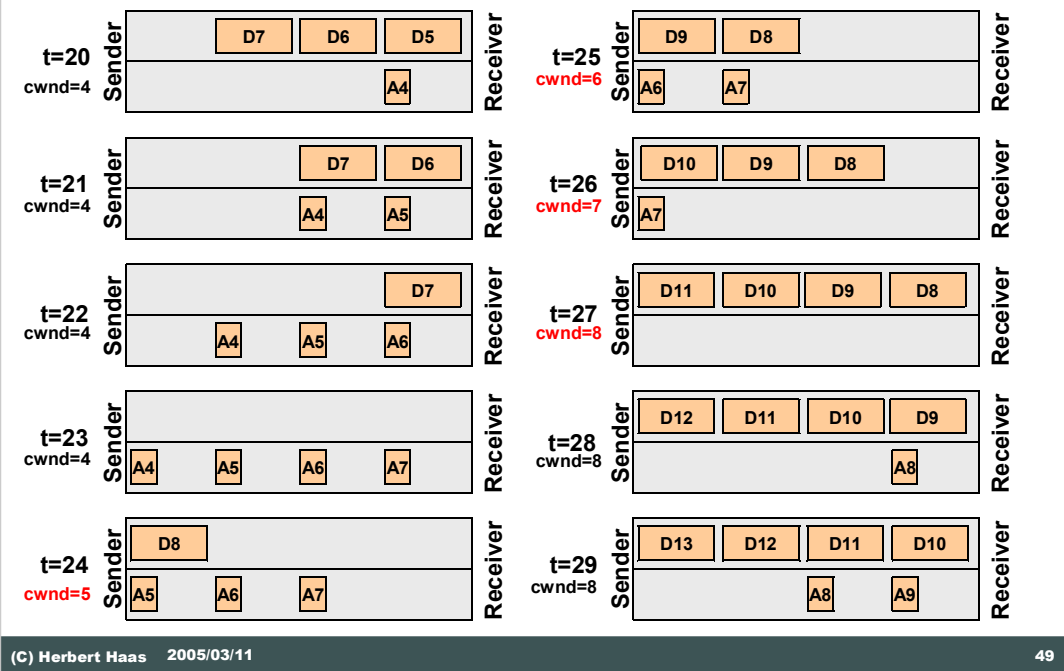 t=20
cwnd=4
Sender
D7 D6 D5
A4
Receiver
t=21
cwnd=4
Sender
D7 D6
A4 A5
Receiver
t=22
cwnd=4
Sender
D7
A4 A5 A6
Receiver
t=23
cwnd=4
Sender
A4 A5 A6 A7
Receiver
t=24
cwnd=5
Sender
D8
A5 A6 A7
Receiver
t=25
cwnd=6
Sender
D9 D8
A6 A7
Receiver
t=26
cwnd=7
Sender
D10 D9 D8
A7
Receiver
t=27
cwnd=8
Sender
D11 D10 D9 D8
Receiver
t=28
cwnd=8
Sender
D12 D11 D10 D9
A8
Receiver
t=29
cwnd=8
Sender
D13 D12 D11 D10
A8 A9
Receiver
(C) Herbert Haas 2005/03/11 49